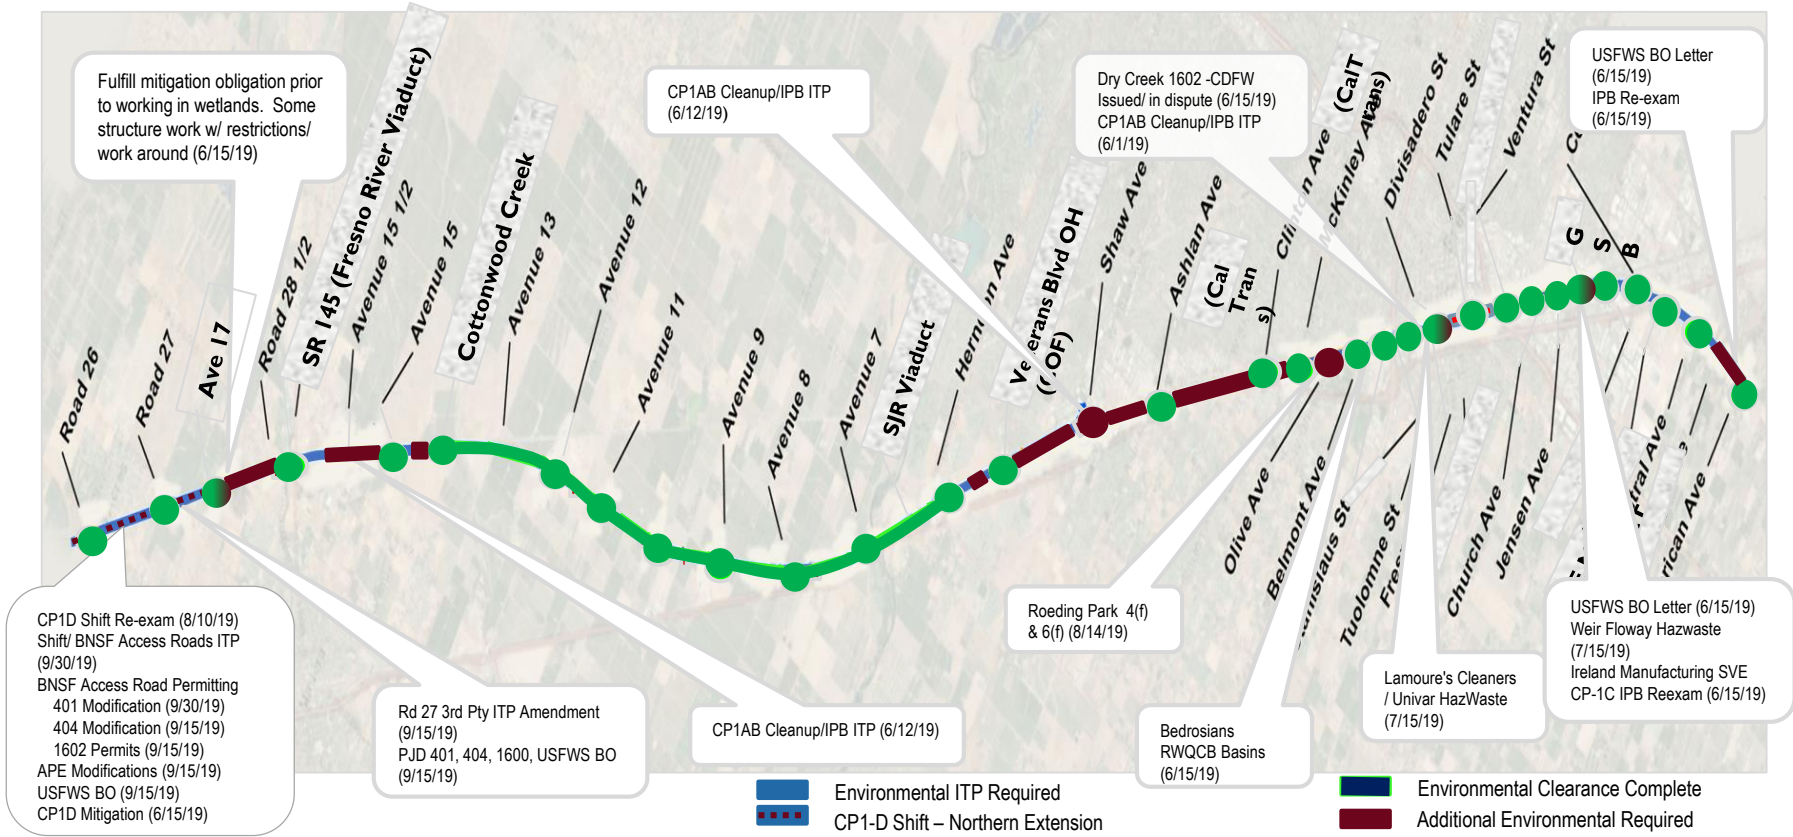 Fulfill mitigation obligation prior
to working in wetlands. Some
structure work w/ restrictions/
work around (6/15/19)
CP1AB Cleanup/IPB ITP
(6/12/19)
Dry Creek 1602 -CDFW
Issued/ in dispute (6/15/19)
CP1AB Cleanup/IPB ITP
(6/1/19)
USFWS BO Letter
(6/15/19)
IPB Re-exam
(6/15/19)
Road 26
Road 27
Ave 17
Road 28 1/2
SR 145 (Fresno River Viaduct)
Avenue 15 1/2
Avenue 15
Cottonwood Creek
Avenue 13
Avenue 12
Avenue 11
Avenue 9
Avenue 8
Avenue 7
SJR Viaduct
Ave
Blvd OH
Shaw Ave
Ashlan Ave
(Cal
Tran
s)
Ave
(CalT
rans)
Divisadero St
Tulare St
Ventura St
G
S
B
Olive Ave
Belmont Ave
St
Tuolomne St
Church Ave
Jensen Ave
Ave
Ave
CP1D Shift Re-exam (8/10/19)
Shift/ BNSF Access Roads ITP
(9/30/19)
BNSF Access Road Permitting
401 Modification (9/30/19)
404 Modification (9/15/19)
1602 Permits (9/15/19)
APE Modifications (9/15/19)
USFWS BO (9/15/19)
CP1D Mitigation (6/15/19)
Rd 27 3rd Pty ITP Amendment
(9/15/19)
PJD 401, 404, 1600, USFWS BO
(9/15/19)
CP1AB Cleanup/IPB ITP (6/12/19)
Roeding Park 4(f)
& 6(f) (8/14/19)
Bedrosians
RWQCB Basins
(6/15/19)
Lamoure's Cleaners
/ Univar HazWaste
(7/15/19)
USFWS BO Letter (6/15/19)
Weir Floway Hazwaste
(7/15/19)
Ireland Manufacturing SVE
CP-1C IPB Reexam (6/15/19)
Environmental ITP Required
CP1-D Shift – Northern Extension
Environmental Clearance Complete
Additional Environmental Required